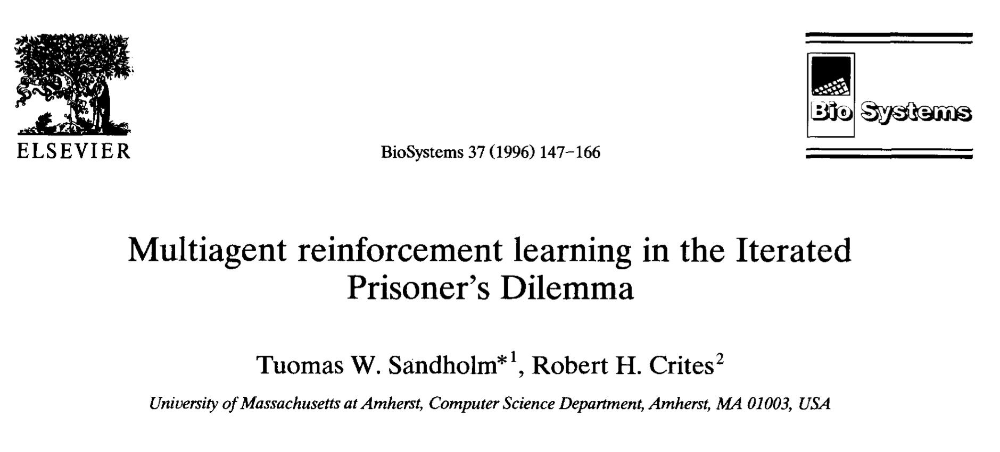 ELSEVIER
BioSystems 37 (1996) 147-166
Bio Systems
Multiagent reinforcement learning in the Iterated
Prisoner's Dilemma
Tuomas W. Sandholm*1, Robert H. Crites2
University of Massachusetts at Amherst, Computer Science Department, Amherst, MA 01003, USA